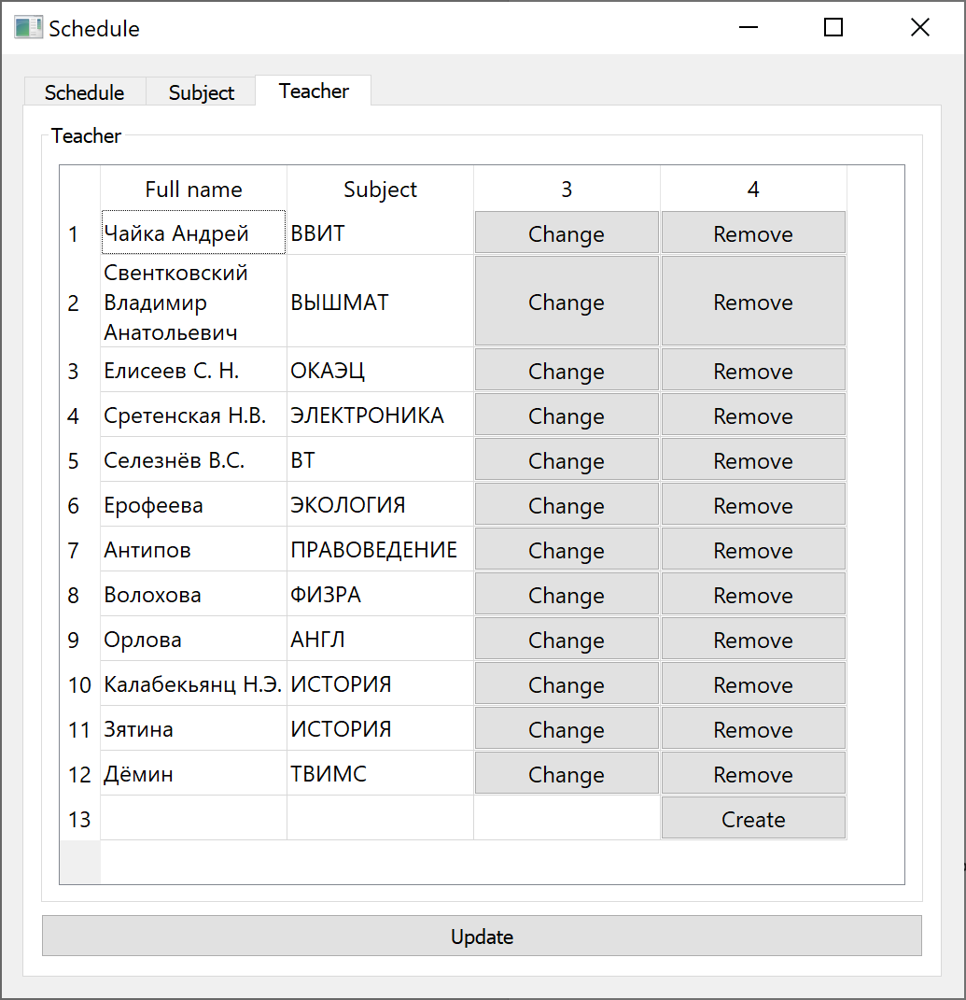 Schedule
Schedule Subject Teacher
Teacher
Full name Subject 3 4
1 Чайка Андрей ВВИТ Change Remove
2 Свентковский Владимир Анатольевич ВЫШМАТ Change Remove
3 Елисеев С. Н. ОКАЭЦ Change Remove
4 Сретенская Н.В. ЭЛЕКТРОНИКА Change Remove
5 Селезнёв В.С. ВТ Change Remove
6 Ерофеева ЭКОЛОГИЯ Change Remove
7 Антипов ПРАВОВЕДЕНИЕ Change Remove
8 Волохова ФИЗРА Change Remove
9 Орлова АНГЛ Change Remove
10 Калабекьянц Н.Э. ИСТОРИЯ Change Remove
11 Зятина ИСТОРИЯ Change Remove
12 Дёмин ТВИМС Change Remove
13 Create
Update